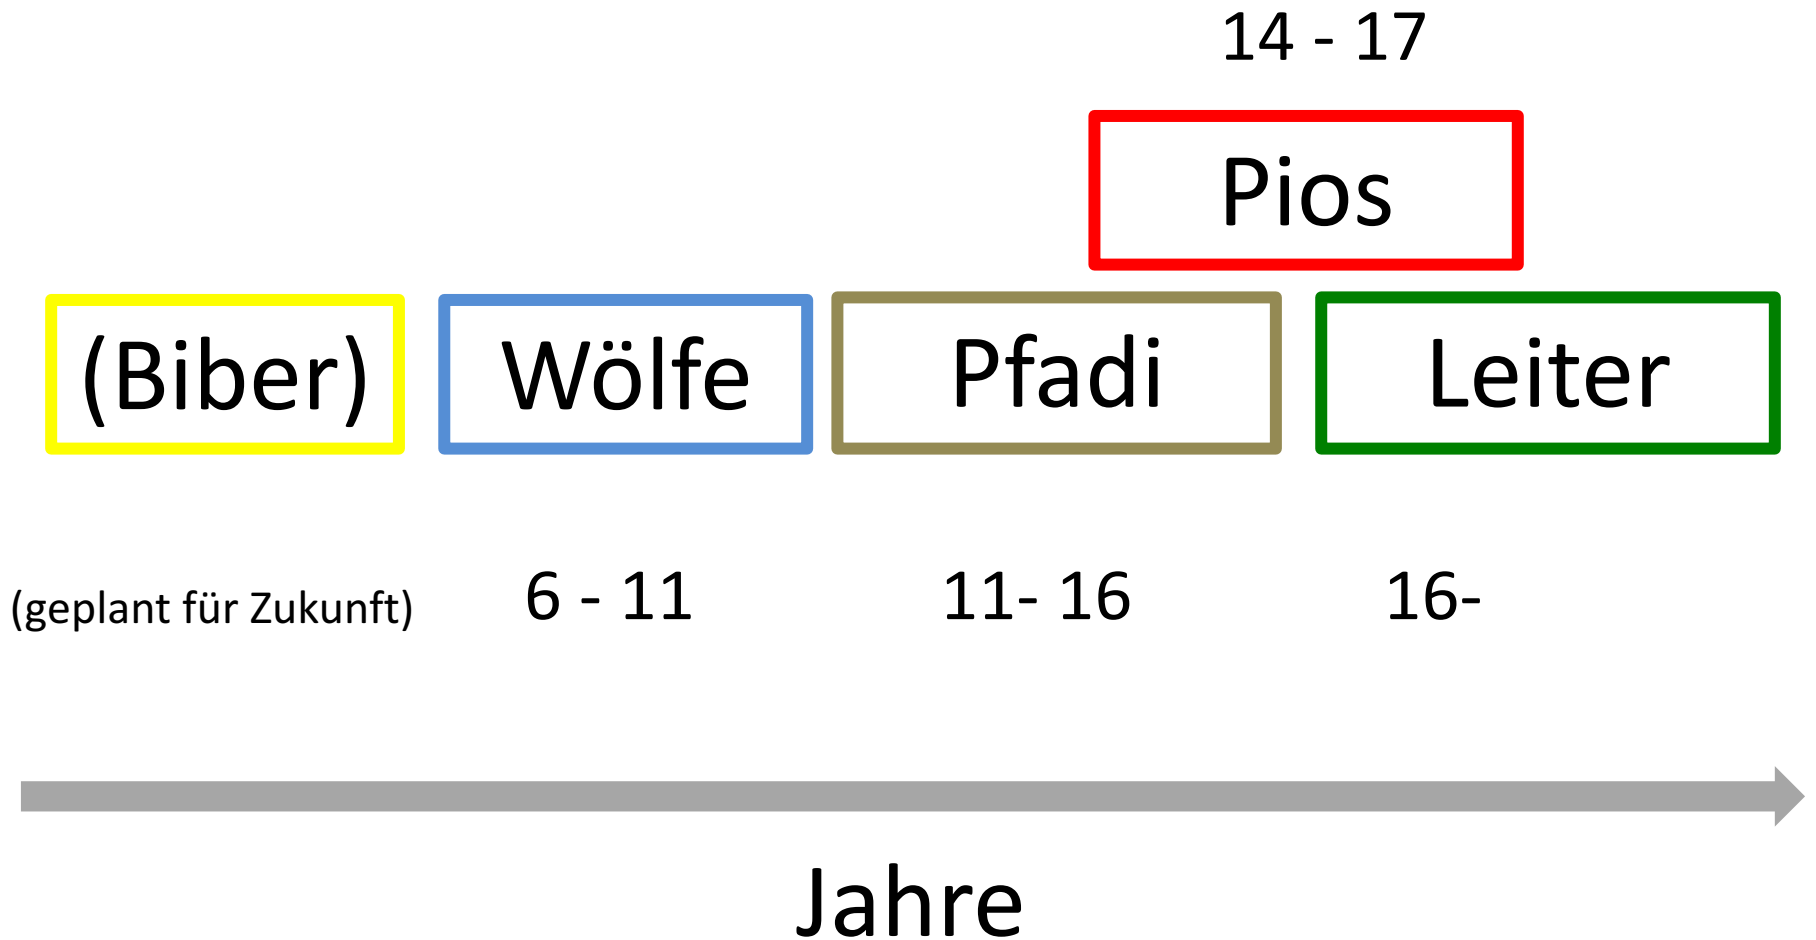 14 - 17
Pios
(Biber) Wölfe Pfadi Leiter
(geplant für Zukunft) 6 - 11 11- 16 16-
Jahre